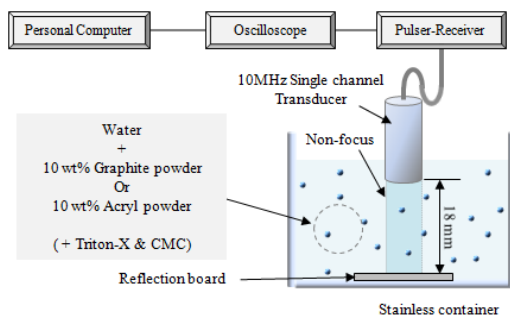 Personal Computer
Oscilloscope
Pulser-Receiver
10MHz Single channel
Transducer
Non-focus
Water
+
10 wt% Graphite powder
Or
10 wt% Acryl powder
( + Triton-X & CMC)
18 mm
Reflection board
Stainless container